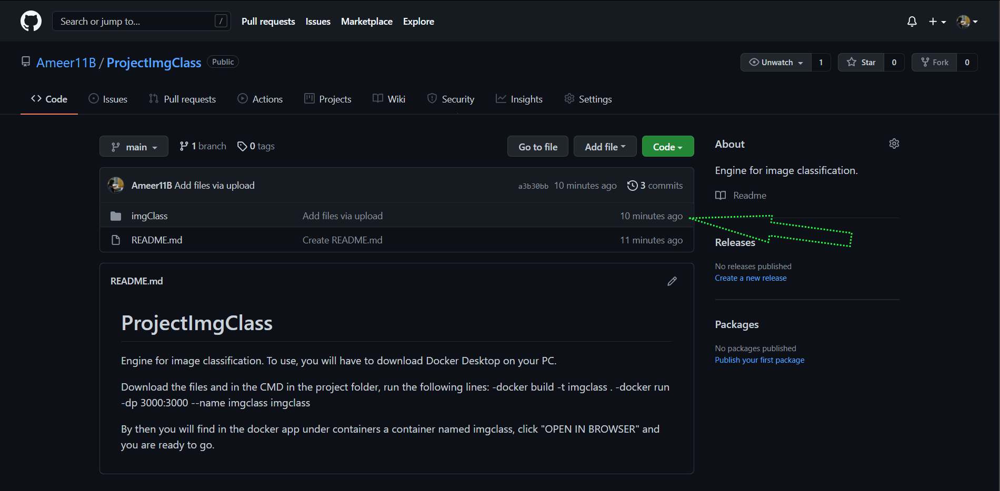 Search or jump to... /
Pull requests Issues Marketplace Explore
Ameer11B / ProjectImgClass Public
Unwatch 1 Star 0 Fork 0
Code Issues Pull requests Actions Projects Wiki Security Insights Settings
main 1 branch 0 tags Go to file Add file Code
Ameer11B Add files via upload a3b30bb 10 minutes ago 3 commits
imgClass Add files via upload 10 minutes ago
README.md Create README.md 11 minutes ago
README.md
ProjectImgClass
Engine for image classification. To use, you will have to download Docker Desktop on your PC.
Download the files and in the CMD in the project folder, run the following lines: -docker build -t imgclass . -docker run
-dp 3000:3000 --name imgclass imgclass
By then you will find in the docker app under containers a container named imgclass, click "OPEN IN BROWSER" and
you are ready to go.
About
Engine for image classification.
Readme
Releases
No releases published
Create a new release
Packages
No packages published
Publish your first package